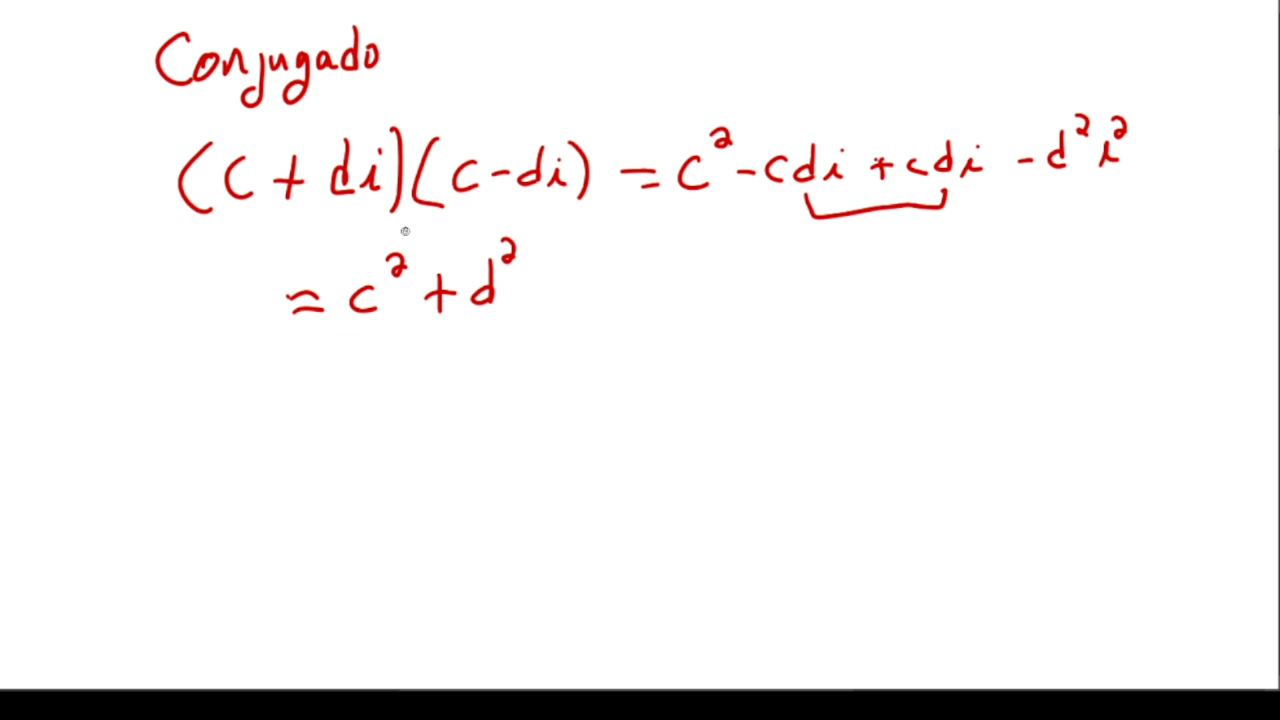 Conjugado
(c + di)(c - di) = c² - cdi + cdi - d²i²
= c² + d²